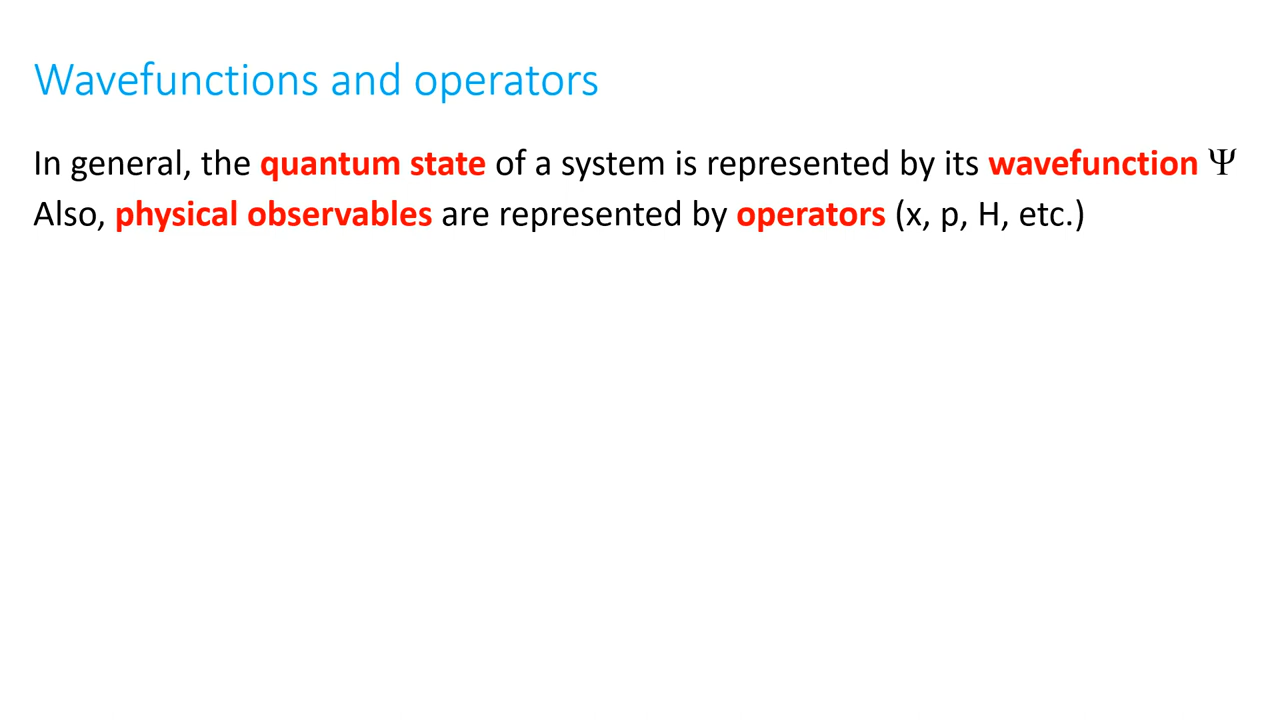 Wavefunctions and operators
In general, the quantum state of a system is represented by its wavefunction Ψ
Also, physical observables are represented by operators (x, p, H, etc.)